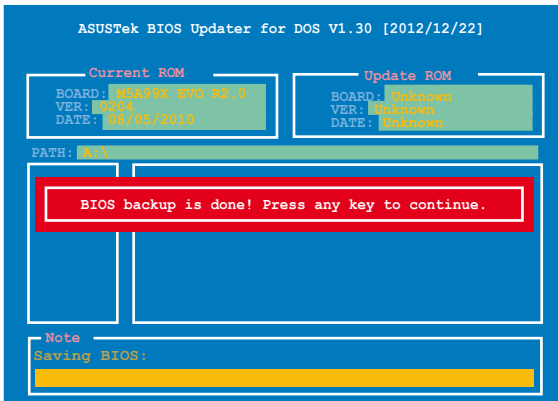 ASUSTek BIOS Updater for DOS V1.30 [2012/12/22]
Current ROM
BOARD: M5A99X EVO R2.0
VER: 0204
DATE: 08/05/2010
Update ROM
BOARD: Unknown
VER: Unknown
DATE: Unknown
PATH: A:\
BIOS backup is done! Press any key to continue.
Note
Saving BIOS: